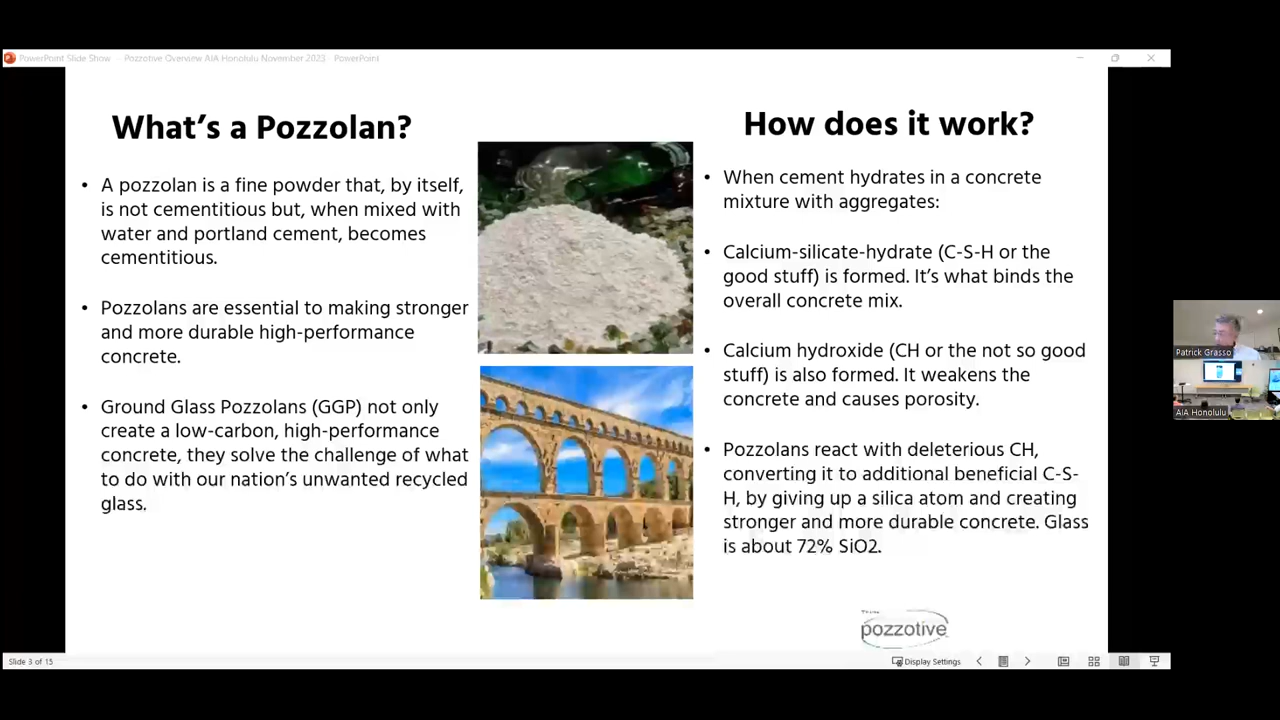 PowerPoint Slide Show - Pozzotive Overview AIA Honolulu November 2023 - PowerPoint
What's a Pozzolan?
• A pozzolan is a fine powder that, by itself,
is not cementitious but, when mixed with
water and portland cement, becomes
cementitious.
• Pozzolans are essential to making stronger
and more durable high-performance
concrete.
• Ground Glass Pozzolans (GGP) not only
create a low-carbon, high-performance
concrete, they solve the challenge of what
to do with our nation's unwanted recycled
glass.
How does it work?
• When cement hydrates in a concrete
mixture with aggregates:
• Calcium-silicate-hydrate (C-S-H or the
good stuff) is formed. It's what binds the
overall concrete mix.
• Calcium hydroxide (CH or the not so good
stuff) is also formed. It weakens the
concrete and causes porosity.
• Pozzolans react with deleterious CH,
converting it to additional beneficial C-S-
H, by giving up a silica atom and creating
stronger and more durable concrete. Glass
is about 72% SiO2.
pozzotive
Patrick Grasso
AIA Honolulu
Slide 3 of 15
Display Settings